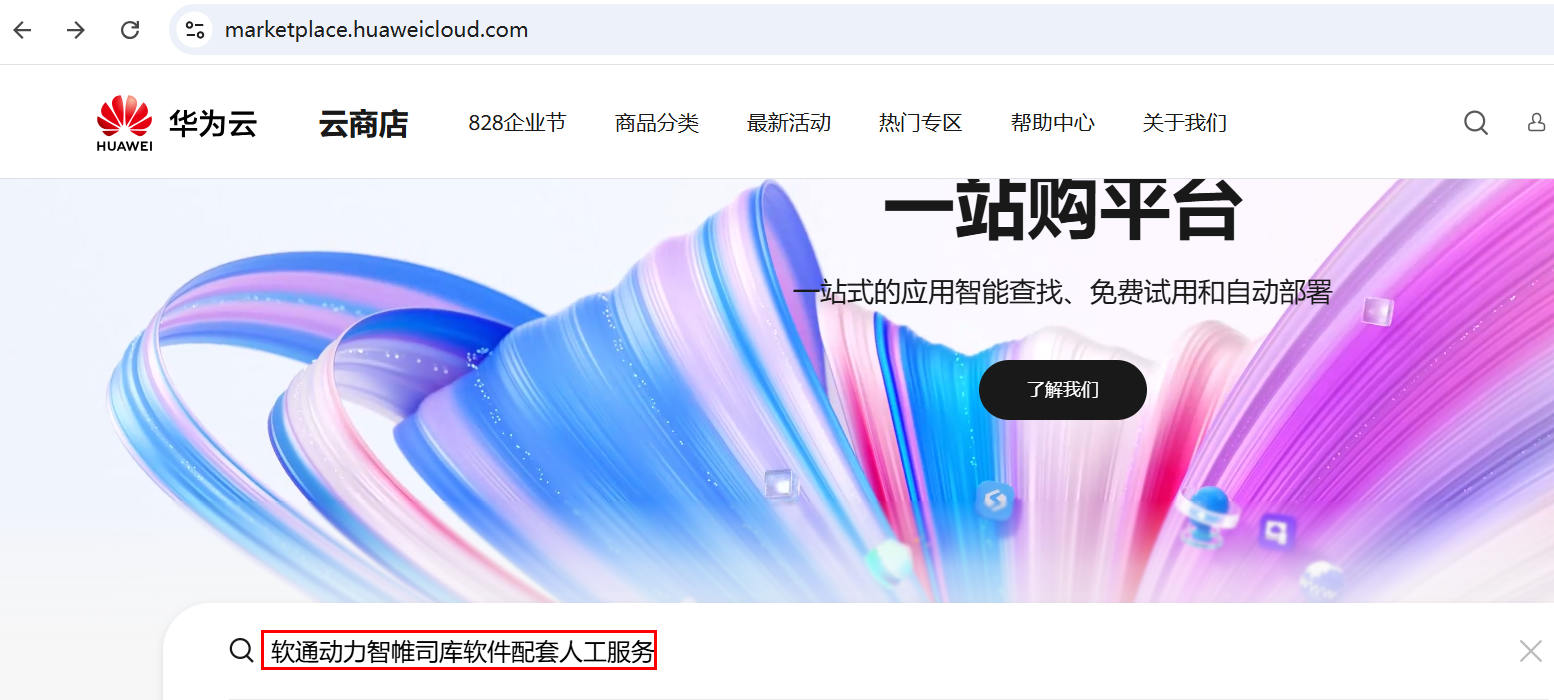 marketplace.huaweicloud.com
HUAWEI 华为云 云商店 828企业节 商品分类 最新活动 热门专区 帮助中心 关于我们
一站购平台
一站式的应用智能查找、免费试用和自动部署
了解我们
软通动力智帷司库软件配套人工服务